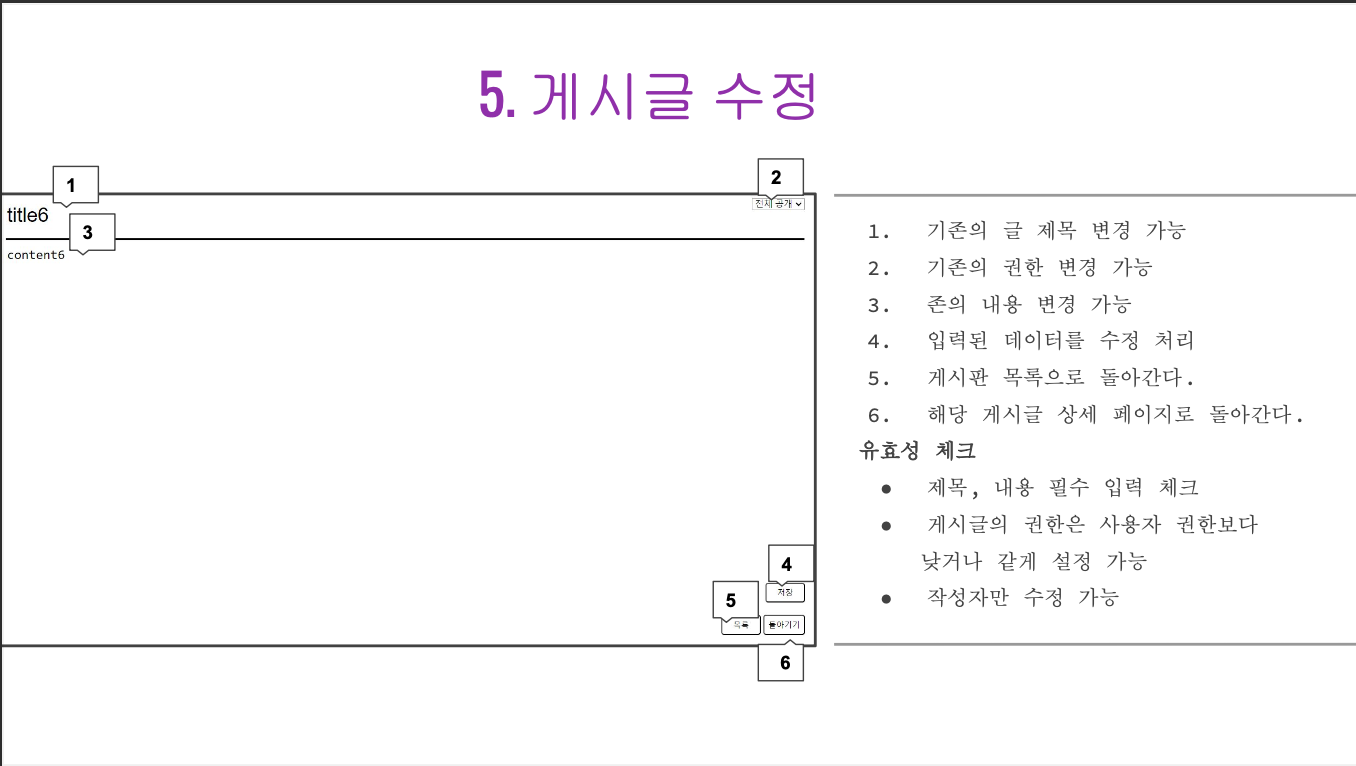 5. 게시글 수정
1
2
title6
전체 공개
3
content6
4
저장
5
목록
돌아가기
6
1. 기존의 글 제목 변경 가능
2. 기존의 권한 변경 가능
3. 존의 내용 변경 가능
4. 입력된 데이터를 수정 처리
5. 게시판 목록으로 돌아간다.
6. 해당 게시글 상세 페이지로 돌아간다.
유효성 체크
● 제목, 내용 필수 입력 체크
● 게시글의 권한은 사용자 권한보다
낮거나 같게 설정 가능
● 작성자만 수정 가능